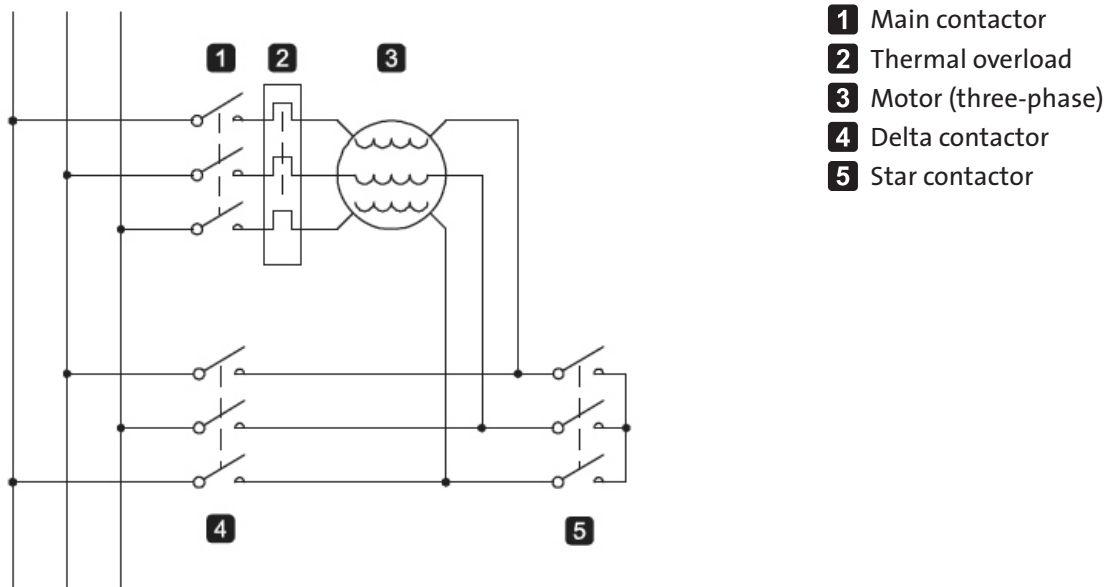 1 2 3
4
5
1 Main contactor
2 Thermal overload
3 Motor (three-phase)
4 Delta contactor
5 Star contactor